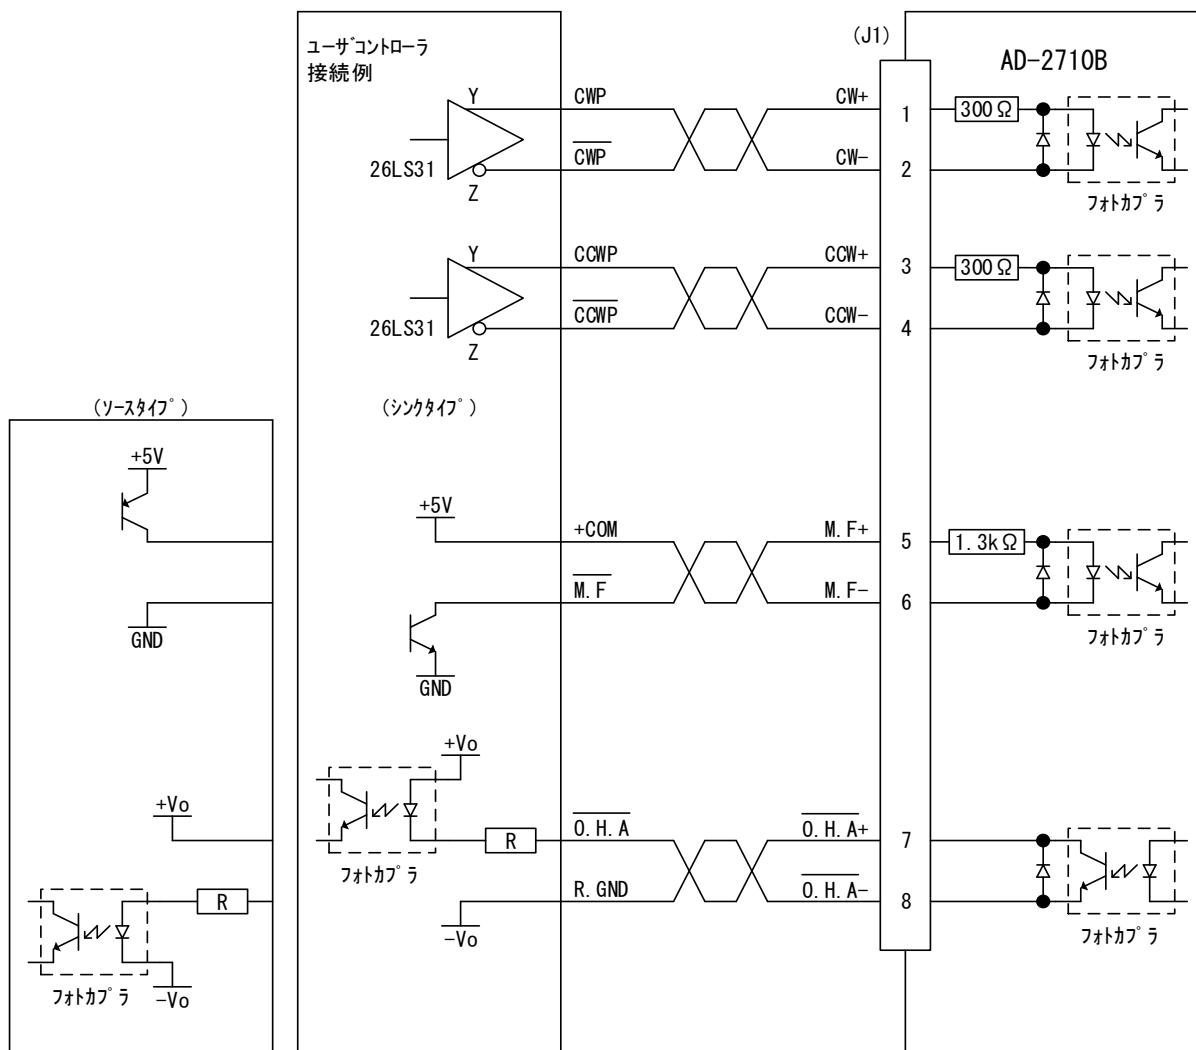 (J1)
ユーザコントローラ
接続例
AD-2710B
Y
CWP
CW+
1
300Ω
26LS31
C̅W̅P̅
CW-
2
Z
フォトカプラ
Y
CCWP
CCW+
3
300Ω
26LS31
C̅C̅W̅P̅
CCW-
4
Z
フォトカプラ
(ソースタイプ)
(シンクタイプ)
+5V
+5V
+COM
M.F+
5
1.3kΩ
M̅.̅F̅
M.F-
6
GND
フォトカプラ
GND
+Vo
+Vo
O̅.̅H̅.̅A̅
O̅.̅H̅.̅A̅+
7
R
フォトカプラ
R.GND
O̅.̅H̅.̅A̅-
8
R
-Vo
フォトカプラ
フォトカプラ
-Vo